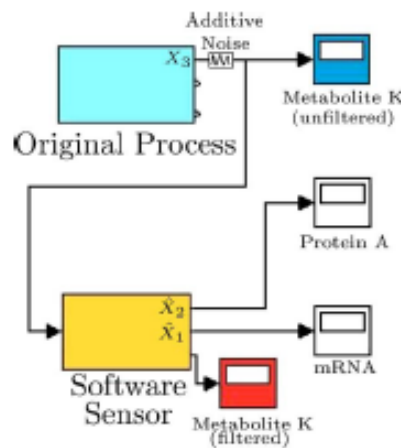 Additive
Noise
X3
Metabolite K
(unfiltered)
Original Process
Protein A
X̂2
X̂1
mRNA
Software
Sensor
Metabolite K
(filtered)